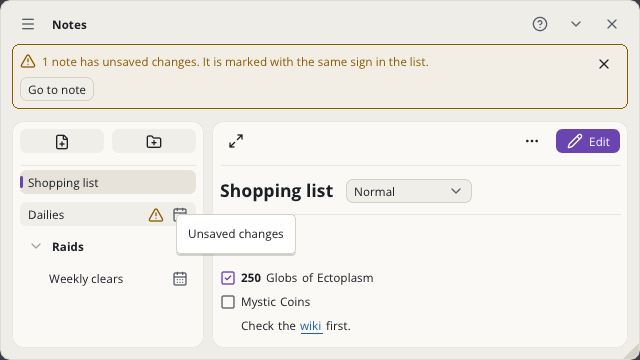 Notes
1 note has unsaved changes. It is marked with the same sign in the list.
Go to note
Edit
Shopping list
Dailies
Raids
Weekly clears
Unsaved changes
Shopping list
Normal
250 Globs of Ectoplasm
Mystic Coins
Check the wiki first.